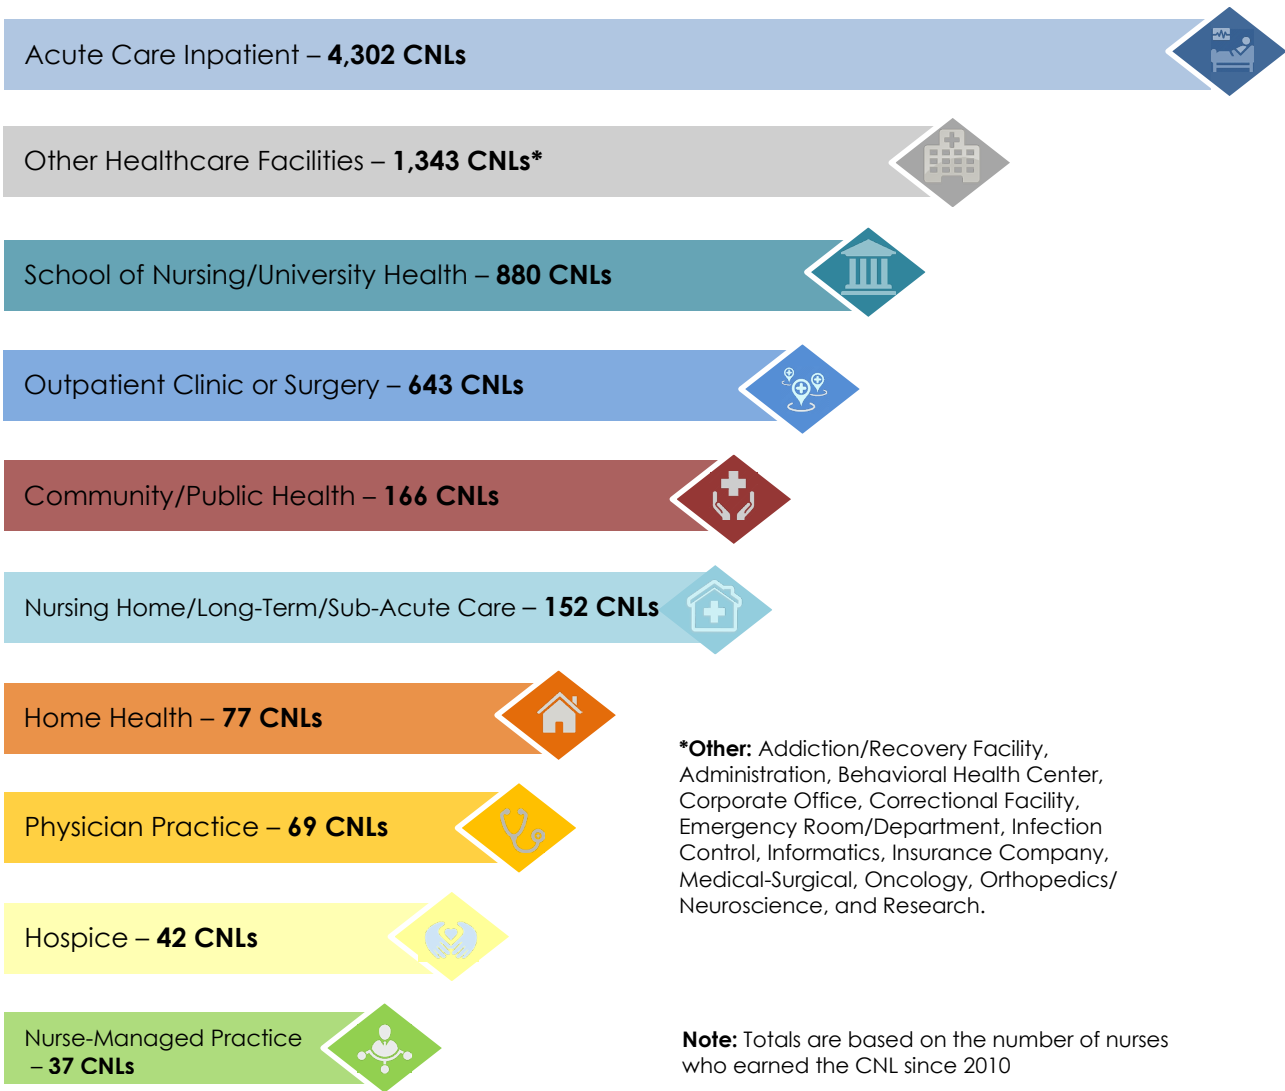 Acute Care Inpatient – 4,302 CNLs
Other Healthcare Facilities – 1,343 CNLs*
School of Nursing/University Health – 880 CNLs
Outpatient Clinic or Surgery – 643 CNLs
Community/Public Health – 166 CNLs
Nursing Home/Long-Term/Sub-Acute Care – 152 CNLs
Home Health – 77 CNLs
Physician Practice – 69 CNLs
Hospice – 42 CNLs
Nurse-Managed Practice
– 37 CNLs
*Other: Addiction/Recovery Facility,
Administration, Behavioral Health Center,
Corporate Office, Correctional Facility,
Emergency Room/Department, Infection
Control, Informatics, Insurance Company,
Medical-Surgical, Oncology, Orthopedics/
Neuroscience, and Research.
Note: Totals are based on the number of nurses
who earned the CNL since 2010